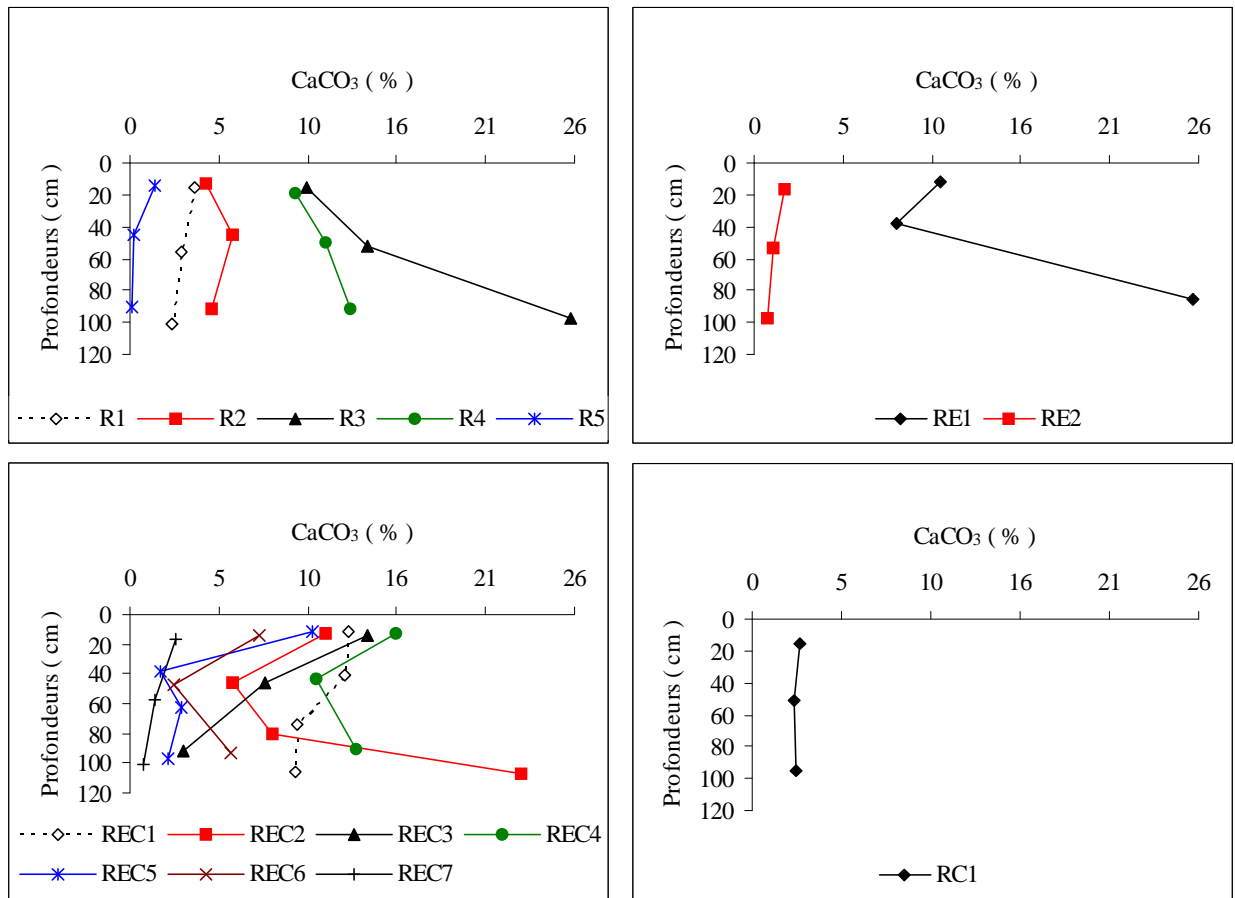 CaCO3 ( % )
0 5 10 16 21 26
0
20
40
60
80
100
120
Profondeurs ( cm )
R1 R2 R3 R4 R5
CaCO3 ( % )
0 5 10 16 21 26
0
20
40
60
80
100
120
Profondeurs ( cm )
RE1 RE2
CaCO3 ( % )
0 5 10 16 21 26
0
20
40
60
80
100
120
Profondeurs ( cm )
REC1 REC2 REC3 REC4
REC5 REC6 REC7
CaCO3 ( % )
0 5 10 16 21 26
0
20
40
60
80
100
120
Profondeurs ( cm )
RC1